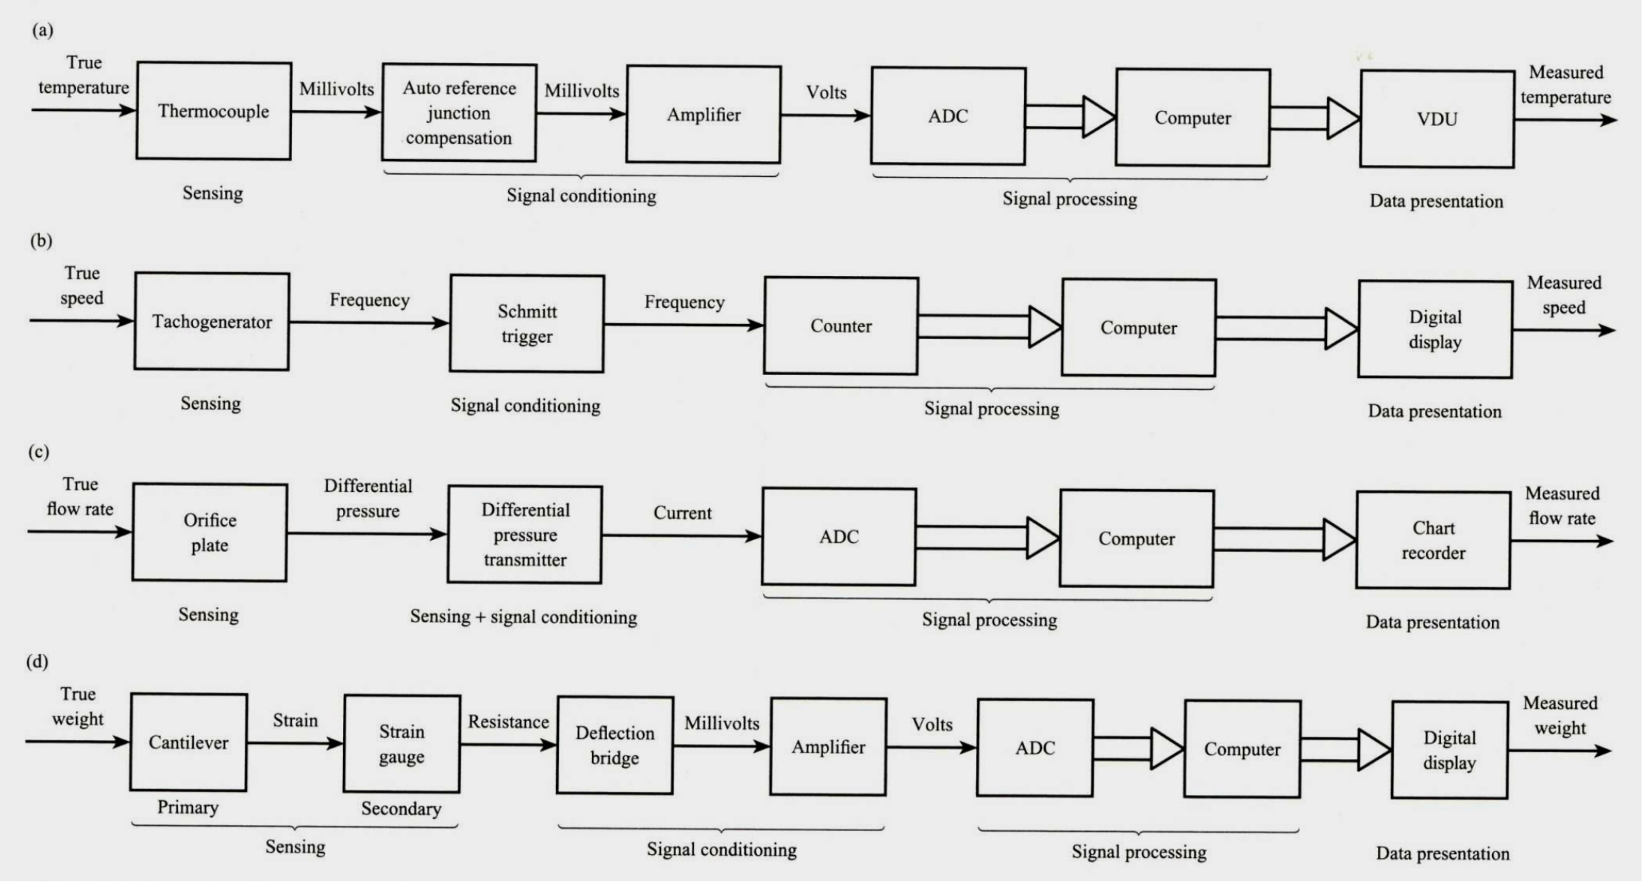 (a)
True
temperature
Thermocouple
Millivolts
Auto reference
junction
compensation
Millivolts
Amplifier
Volts
ADC
Computer
VDU
Measured
temperature
Sensing
Signal conditioning
Signal processing
Data presentation
(b)
True
speed
Tachogenerator
Frequency
Schmitt
trigger
Frequency
Counter
Computer
Digital
display
Measured
speed
Sensing
Signal conditioning
Signal processing
Data presentation
(c)
True
flow rate
Orifice
plate
Differential
pressure
Differential
pressure
transmitter
Current
ADC
Computer
Chart
recorder
Measured
flow rate
Sensing
Sensing + signal conditioning
Signal processing
Data presentation
(d)
True
weight
Cantilever
Strain
Strain
gauge
Resistance
Deflection
bridge
Millivolts
Amplifier
Volts
ADC
Computer
Digital
display
Measured
weight
Primary
Secondary
Sensing
Signal conditioning
Signal processing
Data presentation